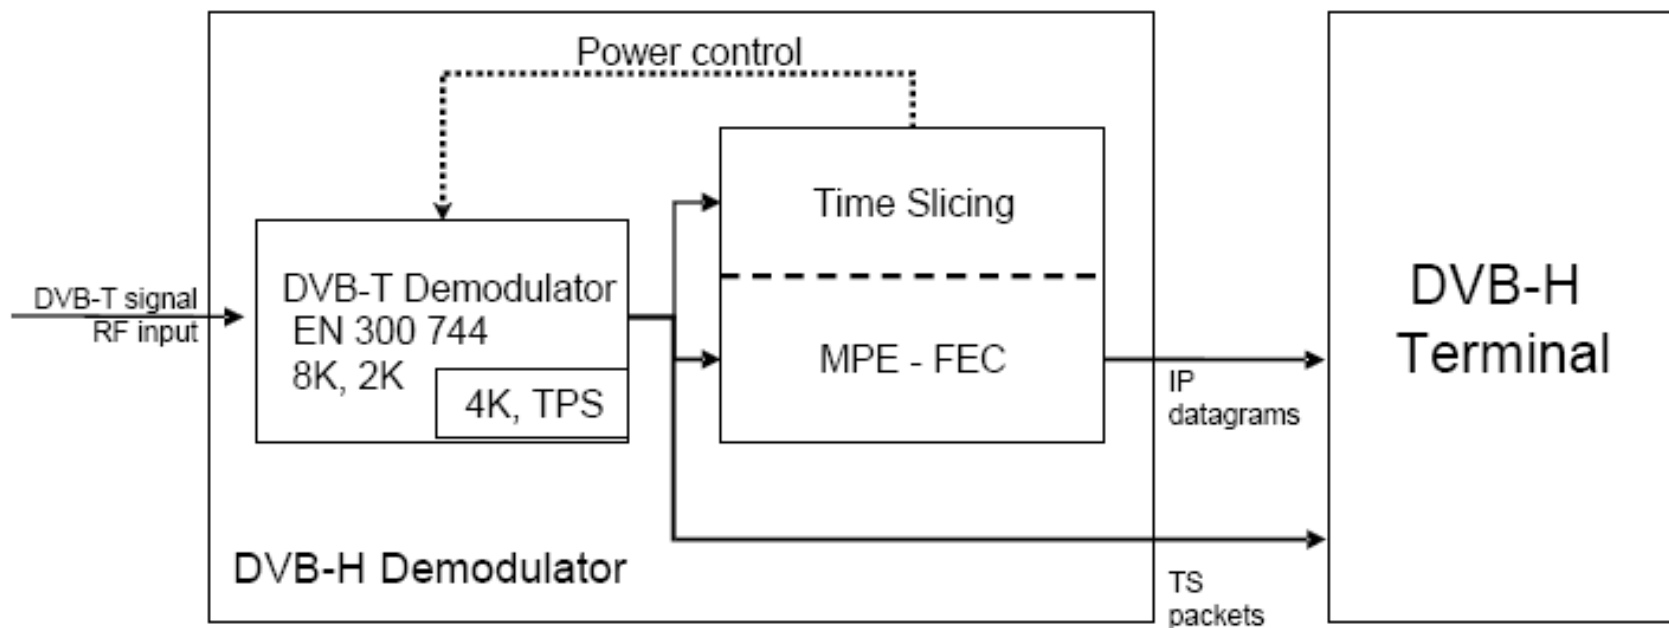 Power control
Time Slicing
DVB-T signal
RF input
DVB-T Demodulator
EN 300 744
8K, 2K
4K, TPS
MPE - FEC
DVB-H
Terminal
IP
datagrams
DVB-H Demodulator
TS
packets